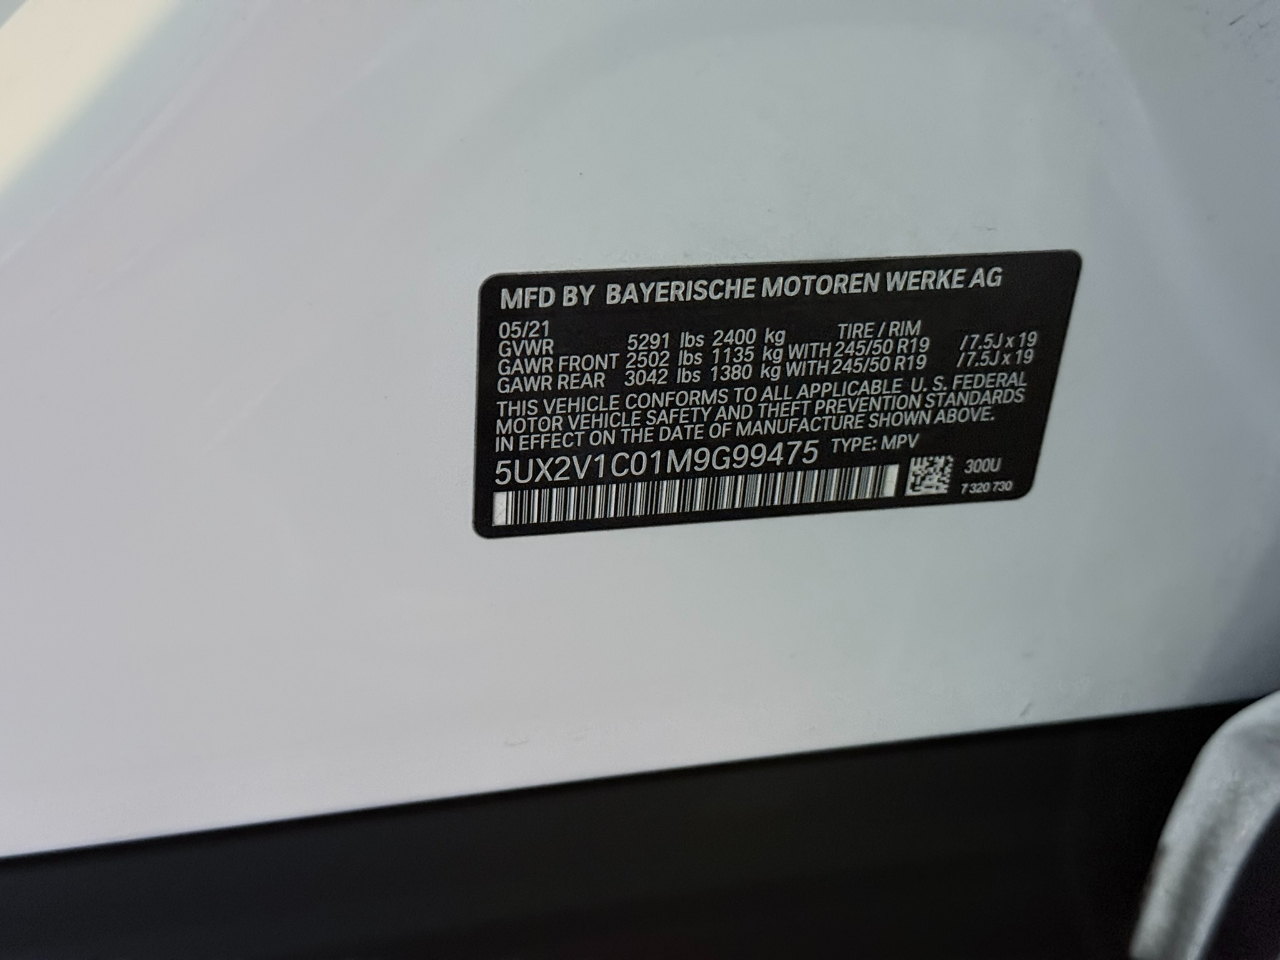 MFD BY BAYERISCHE MOTOREN WERKE AG
05/21 TIRE / RIM
GVWR 5291 lbs 2400 kg
GAWR FRONT 2502 lbs 1135 kg WITH 245/50 R19 /7.5J x 19
GAWR REAR 3042 lbs 1380 kg WITH 245/50 R19 /7.5J x 19
THIS VEHICLE CONFORMS TO ALL APPLICABLE U. S. FEDERAL
MOTOR VEHICLE SAFETY AND THEFT PREVENTION STANDARDS
IN EFFECT ON THE DATE OF MANUFACTURE SHOWN ABOVE.
5UX2V1C01M9G99475 TYPE: MPV
300U
7 320 730